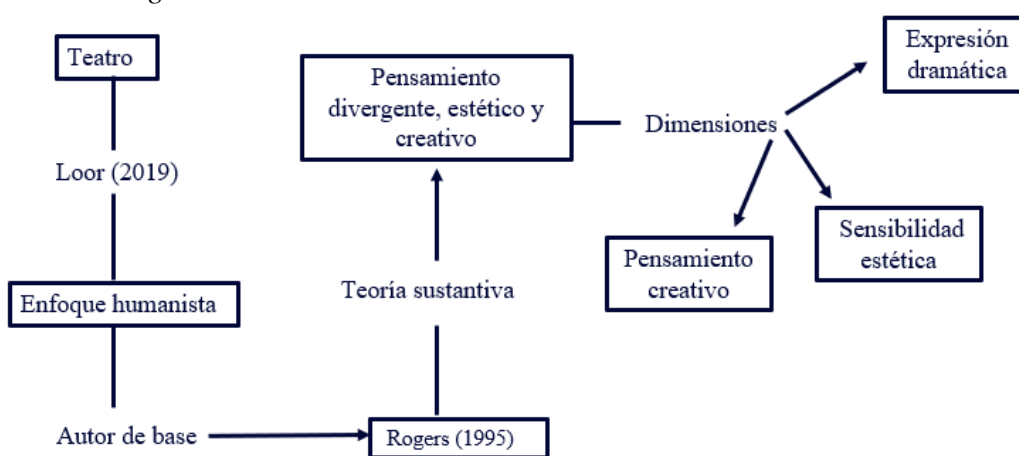 Teatro
Loor (2019)
Enfoque humanista
Autor de base
Rogers (1995)
Teoría sustantiva
Pensamiento
divergente, estético y
creativo
Dimensiones
Expresión
dramática
Sensibilidad
estética
Pensamiento
creativo